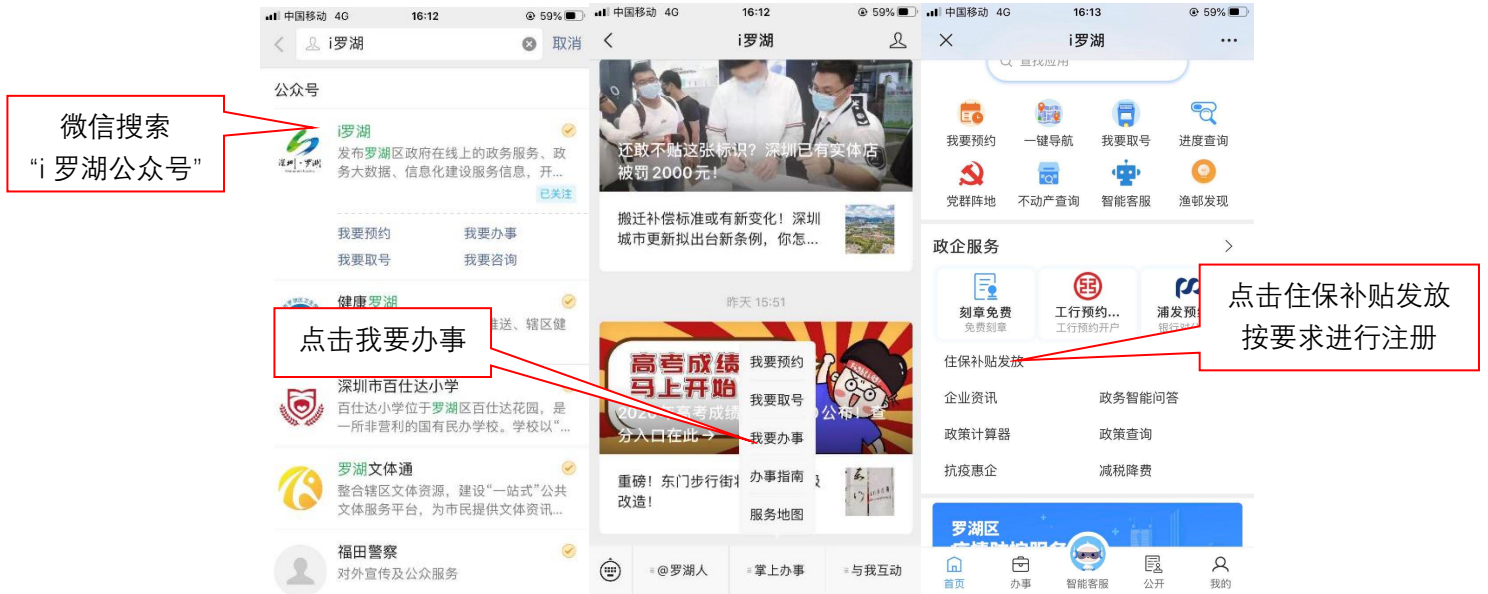 微信搜索
“i 罗湖公众号”
中国移动 4G 16:12 59%
i罗湖 取消
公众号
i罗湖
深圳·罗湖
发布罗湖区政府在线上的政务服务、政
务大数据、信息化建设服务信息，开...
已关注
我要预约 我要办事
我要取号 我要咨询
健康罗湖
送、辖区健
点击我要办事
深圳市百仕达小学
百仕达小学位于罗湖区百仕达花园，是
一所非营利的国有民办学校。学校以“...
罗湖文体通
整合辖区文体资源，建设“一站式”公共
文体服务平台，为市民提供文体资讯...
福田警察
对外宣传及公众服务
中国移动 4G 16:12 59%
i罗湖
还敢不贴这张标识？深圳已有实体店
被罚2000元！
搬迁补偿标准或有新变化！深圳
城市更新拟出台新条例，你怎...
昨天 15:51
高考成绩
马上开始
公布！查
分入口在此→
重磅！东门步行街
改造！
我要预约
我要取号
我要办事
办事指南
服务地图
@罗湖人 掌上办事 与我互动
中国移动 4G 16:13 59%
i罗湖
查找应用
我要预约 一键导航 我要取号 进度查询
党群阵地 不动产查询 智能客服 渔邨发现
政企服务
刻章免费 工行预约... 浦发预
免费刻章 工行预约开户
点击住保补贴发放
按要求进行注册
住保补贴发放
企业资讯 政务智能问答
政策计算器 政策查询
抗疫惠企 减税降费
罗湖区
首页 办事 智能客服 公开 我的